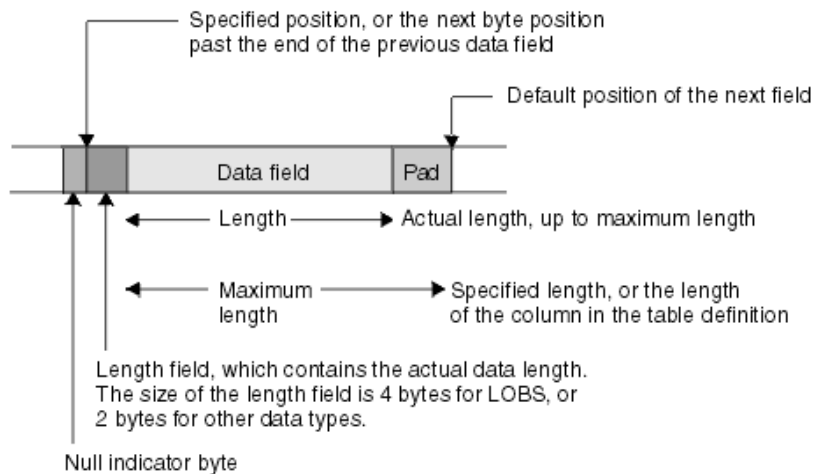 Specified position, or the next byte position
past the end of the previous data field
Default position of the next field
Data field
Pad
Length
Actual length, up to maximum length
Maximum
length
Specified length, or the length
of the column in the table definition
Length field, which contains the actual data length.
The size of the length field is 4 bytes for LOBS, or
2 bytes for other data types.
Null indicator byte